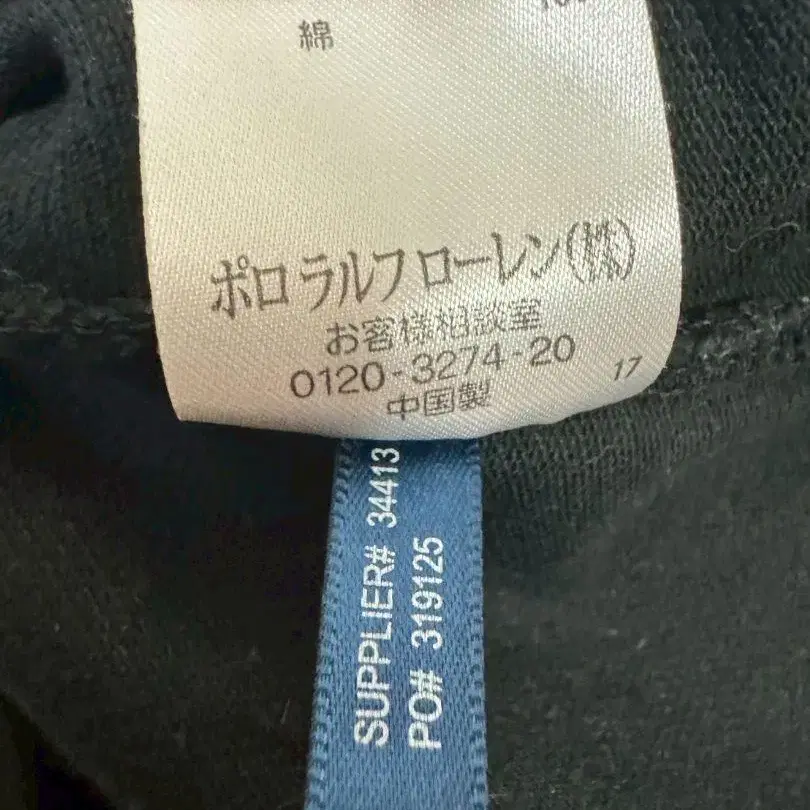 綿
ポロ ラルフ ローレン(株)
お客様相談室
0120-3274-20
中国製
17
SUPPLIER# 34413
PO# 319125